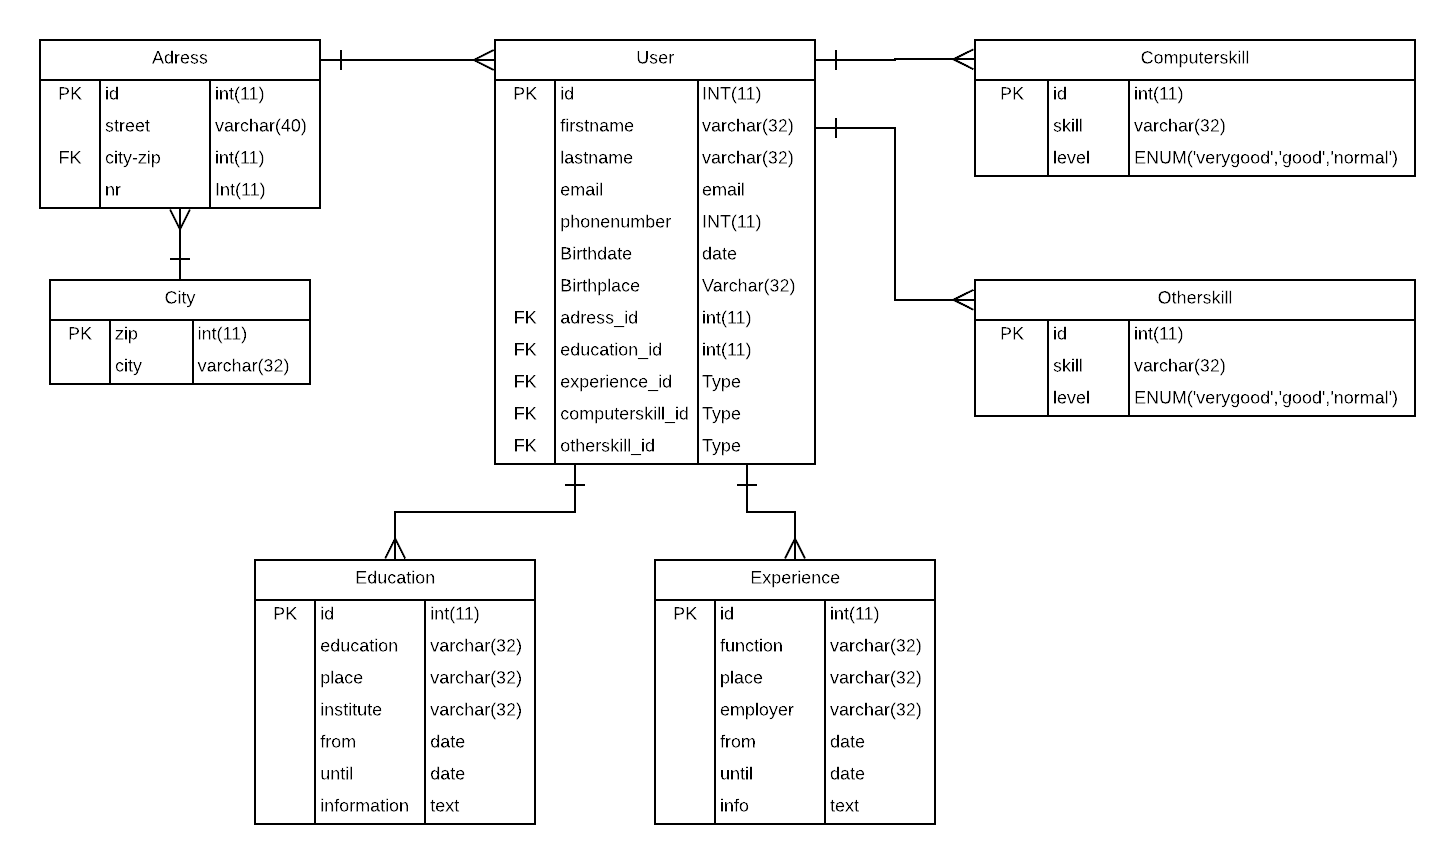 Adress
PK id int(11)
street varchar(40)
FK city-zip int(11)
nr Int(11)
City
PK zip int(11)
city varchar(32)
User
PK id INT(11)
firstname varchar(32)
lastname varchar(32)
email email
phonenumber INT(11)
Birthdate date
Birthplace Varchar(32)
FK adress_id int(11)
FK education_id int(11)
FK experience_id Type
FK computerskill_id Type
FK otherskill_id Type
Computerskill
PK id int(11)
skill varchar(32)
level ENUM('verygood','good','normal')
Otherskill
PK id int(11)
skill varchar(32)
level ENUM('verygood','good','normal')
Education
PK id int(11)
education varchar(32)
place varchar(32)
institute varchar(32)
from date
until date
information text
Experience
PK id int(11)
function varchar(32)
place varchar(32)
employer varchar(32)
from date
until date
info text